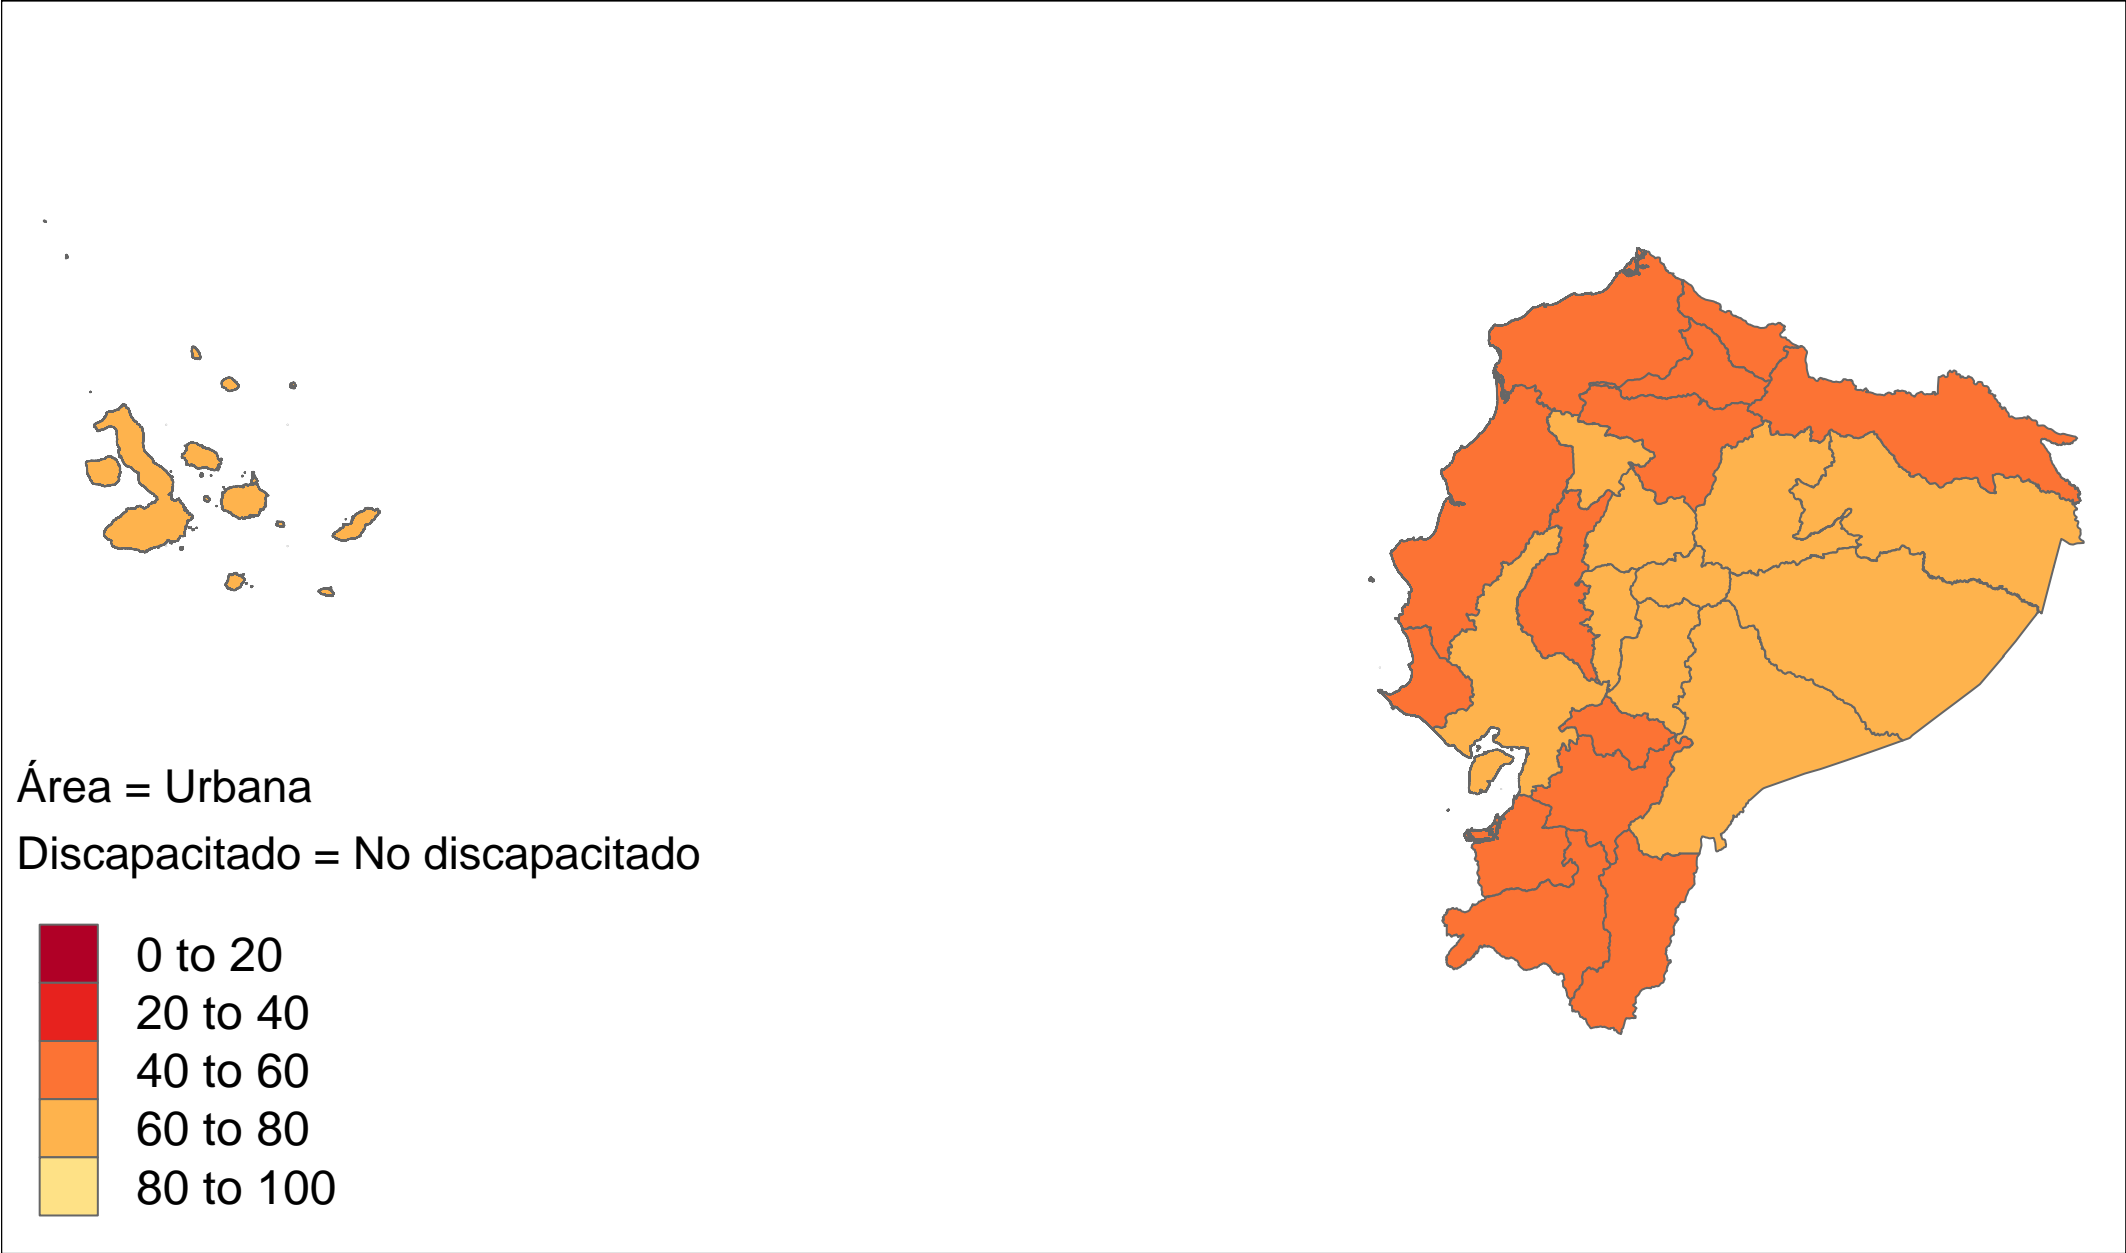 Área = Urbana
Discapacitado = No discapacitado
0 to 20
20 to 40
40 to 60
60 to 80
80 to 100